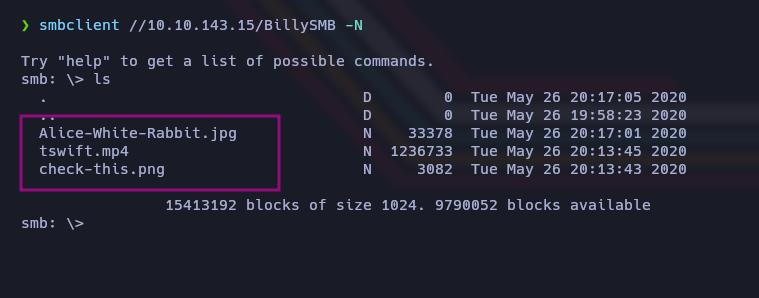 ❯ smbclient //10.10.143.15/BillySMB -N
Try "help" to get a list of possible commands.
smb: \> ls
. D 0 Tue May 26 20:17:05 2020
.. D 0 Tue May 26 19:58:23 2020
Alice-White-Rabbit.jpg N 33378 Tue May 26 20:17:01 2020
tswift.mp4 N 1236733 Tue May 26 20:13:45 2020
check-this.png N 3082 Tue May 26 20:13:43 2020
15413192 blocks of size 1024. 9790052 blocks available
smb: \>